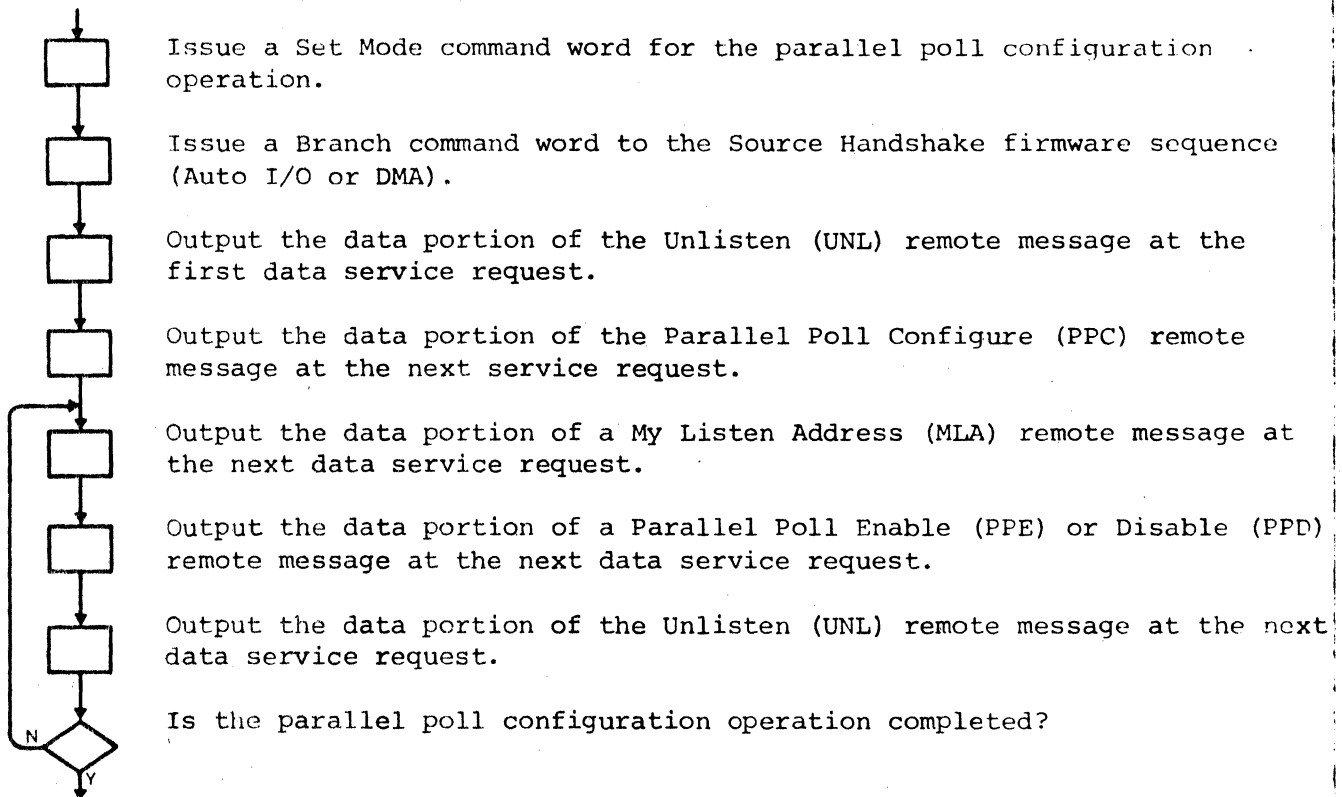 Issue a Set Mode command word for the parallel poll configuration
operation.
Issue a Branch command word to the Source Handshake firmware sequence
(Auto I/O or DMA).
Output the data portion of the Unlisten (UNL) remote message at the
first data service request.
Output the data portion of the Parallel Poll Configure (PPC) remote
message at the next service request.
Output the data portion of a My Listen Address (MLA) remote message at
the next data service request.
Output the data portion of a Parallel Poll Enable (PPE) or Disable (PPD)
remote message at the next data service request.
Output the data portion of the Unlisten (UNL) remote message at the next
data service request.
Is the parallel poll configuration operation completed?
N
Y